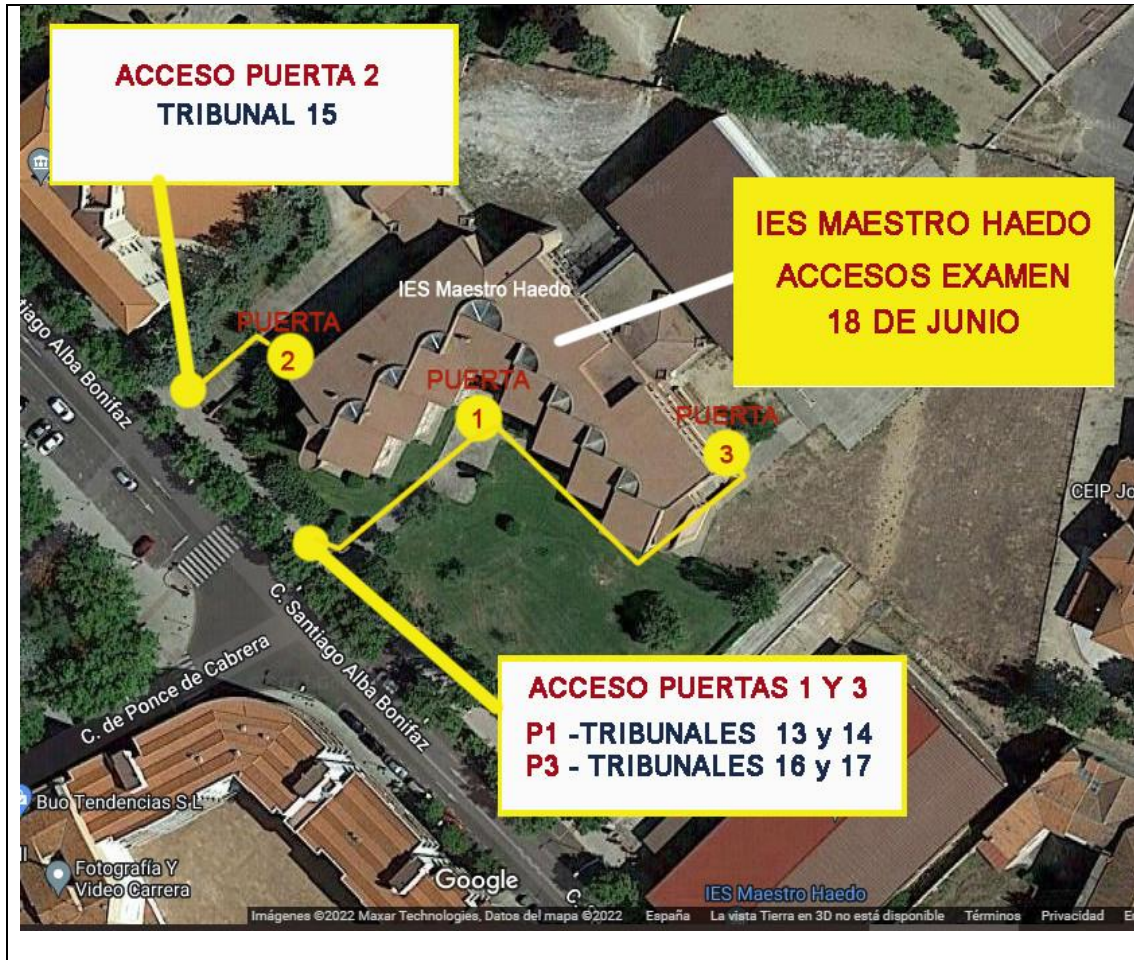 ACCESO PUERTA 2
TRIBUNAL 15
IES MAESTRO HAEDO
ACCESOS EXAMEN
18 DE JUNIO
IES Maestro Haedo
PUERTA
2
PUERTA
1
PUERTA
3
Santiago Alba Bonifaz
CEIP
C. Santiago Alba Bonifaz
C. de Ponce de Cabrera
ACCESO PUERTAS 1 Y 3
P1 -TRIBUNALES 13 y 14
P3 - TRIBUNALES 16 y 17
Buo Tendencias S.L
Fotografía Y
Video Carrera
Google
C.
IES Maestro Haedo
Imágenes ©2022 Maxar Technologies, Datos del mapa ©2022 España La vista Tierra en 3D no está disponible Términos Privacidad